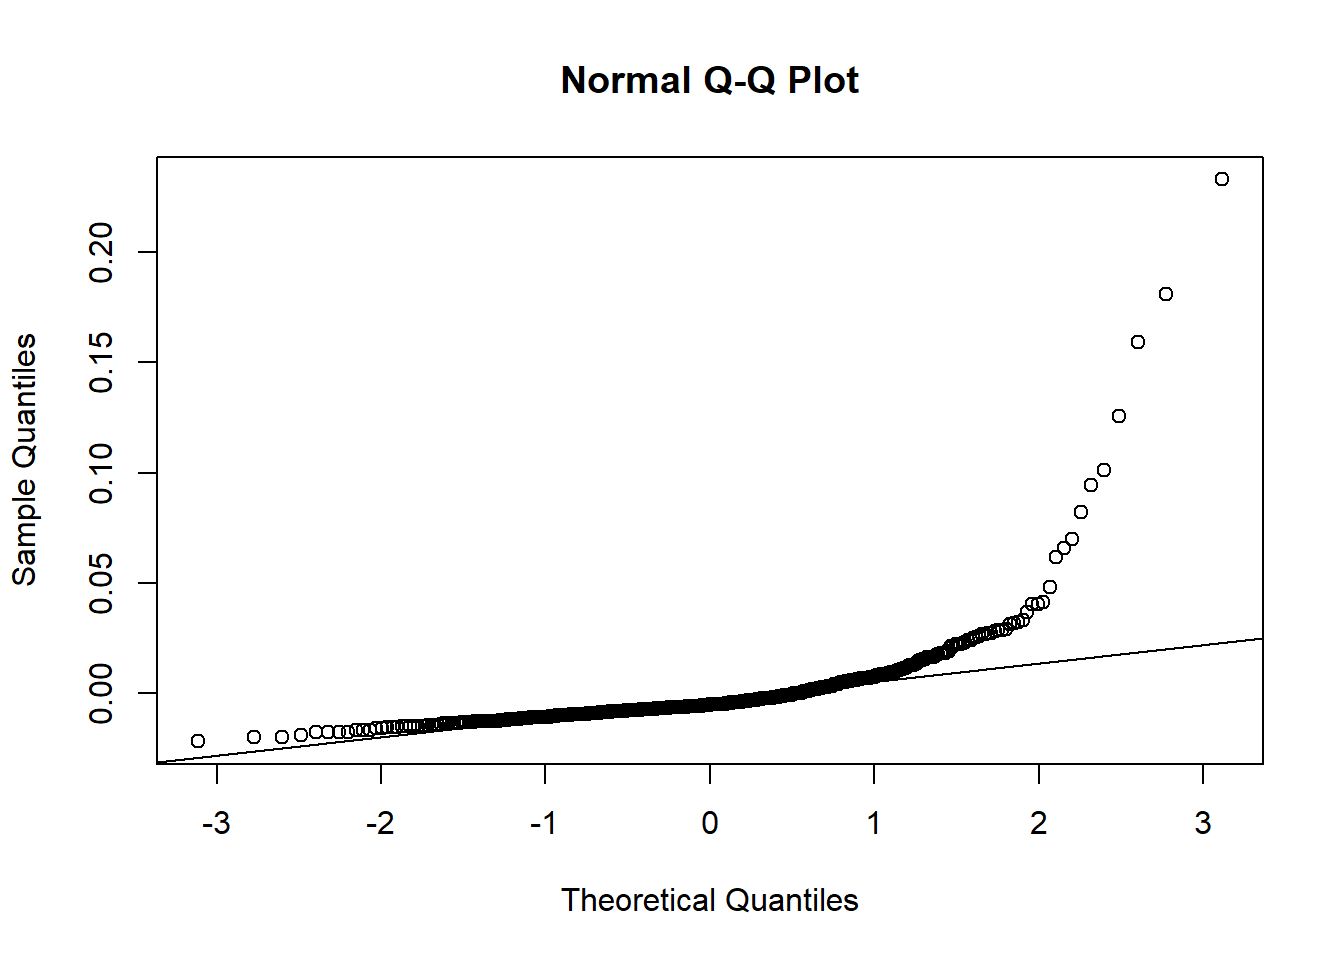 Normal Q-Q Plot
Sample Quantiles
0.20
0.15
0.10
0.05
0.00
-3 -2 -1 0 1 2 3
Theoretical Quantiles